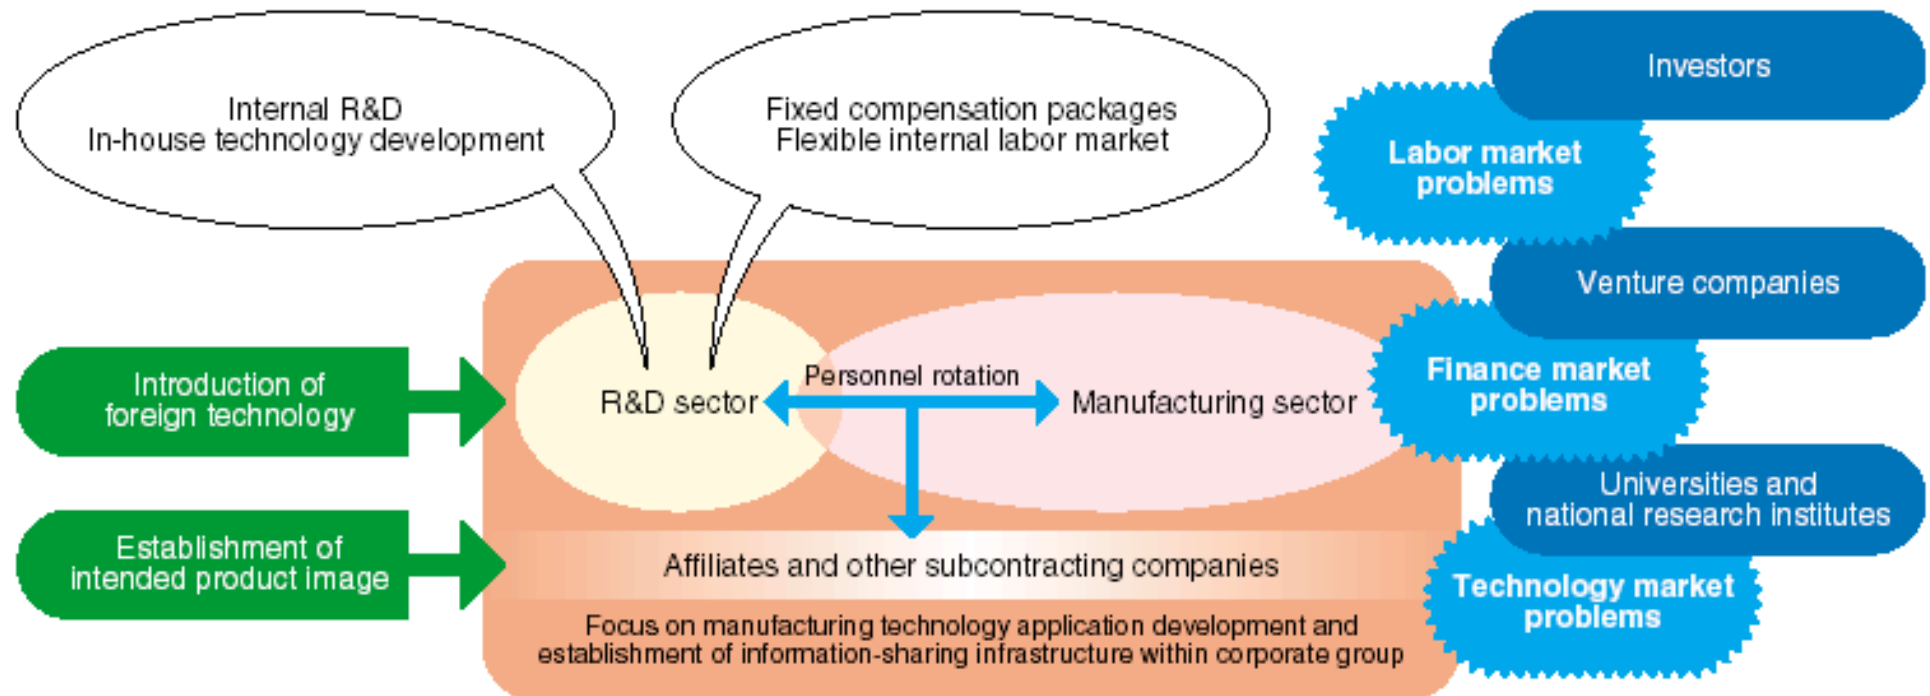 Internal R&D
In-house technology development
Fixed compensation packages
Flexible internal labor market
Investors
Labor market
problems
Venture companies
Finance market
problems
Universities and
national research institutes
Technology market
problems
Introduction of
foreign technology
R&D sector
Personnel rotation
Manufacturing sector
Establishment of
intended product image
Affiliates and other subcontracting companies
Focus on manufacturing technology application development and
establishment of information-sharing infrastructure within corporate group